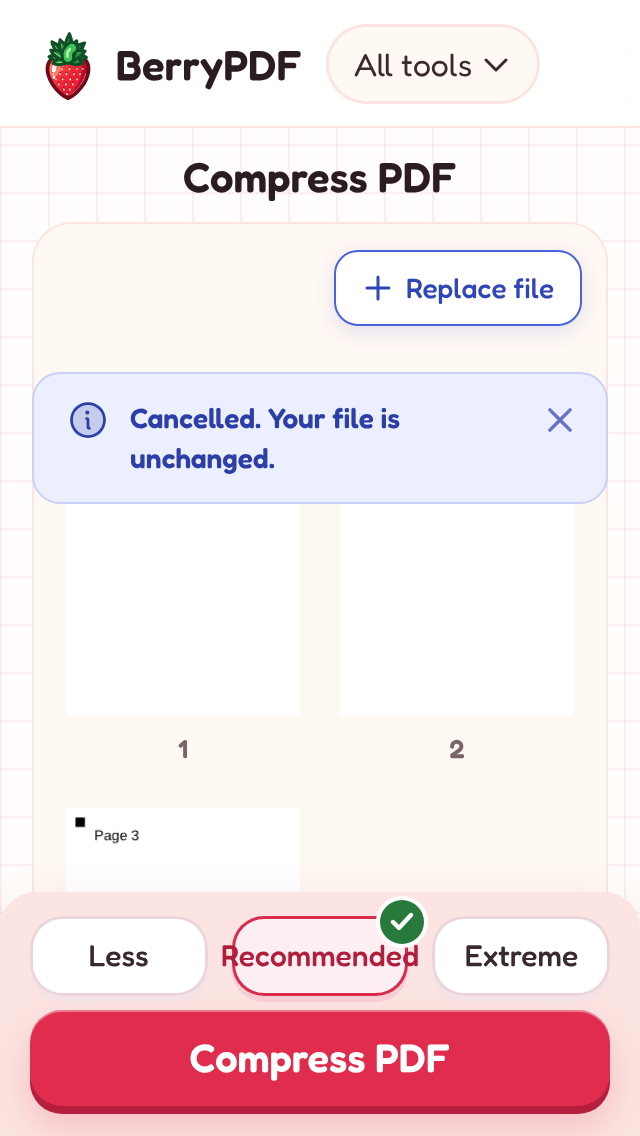 BerryPDF
All tools
Compress PDF
Replace file
Cancelled. Your file is
unchanged.
1
2
Page 3
Less
Recommended
Extreme
Compress PDF